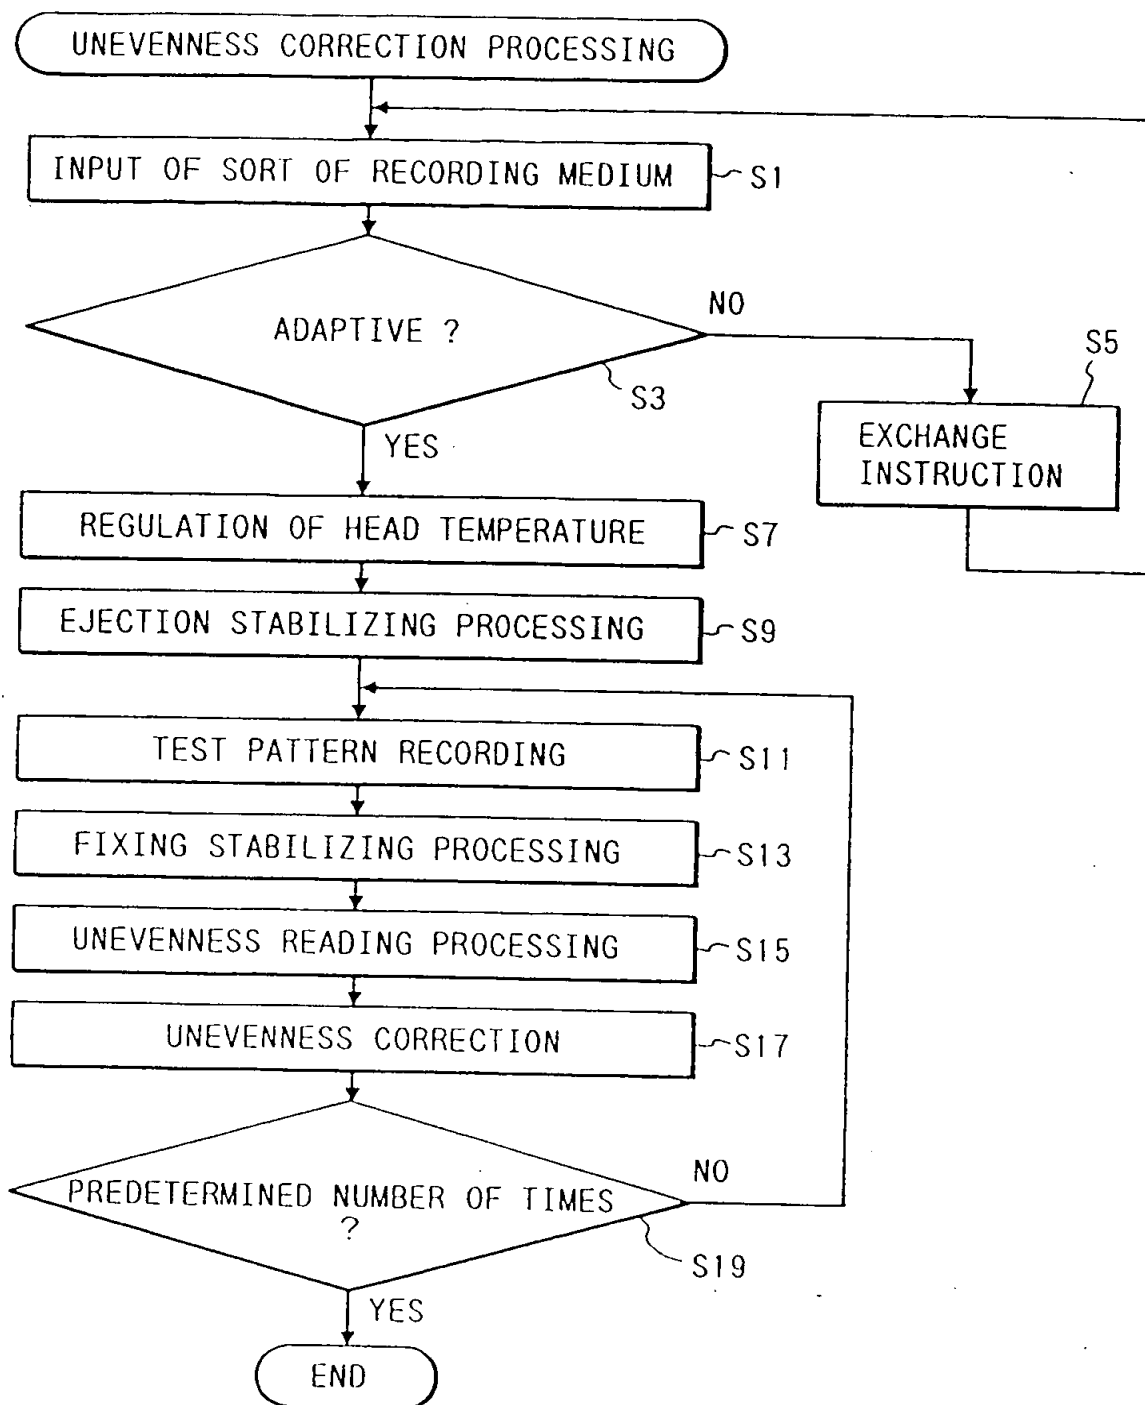 UNEVENNESS CORRECTION PROCESSING
INPUT OF SORT OF RECORDING MEDIUM
S1
ADAPTIVE ?
NO
S3
S5
EXCHANGE
INSTRUCTION
YES
REGULATION OF HEAD TEMPERATURE
S7
EJECTION STABILIZING PROCESSING
S9
TEST PATTERN RECORDING
S11
FIXING STABILIZING PROCESSING
S13
UNEVENNESS READING PROCESSING
S15
UNEVENNESS CORRECTION
S17
PREDETERMINED NUMBER OF TIMES
?
NO
S19
YES
END